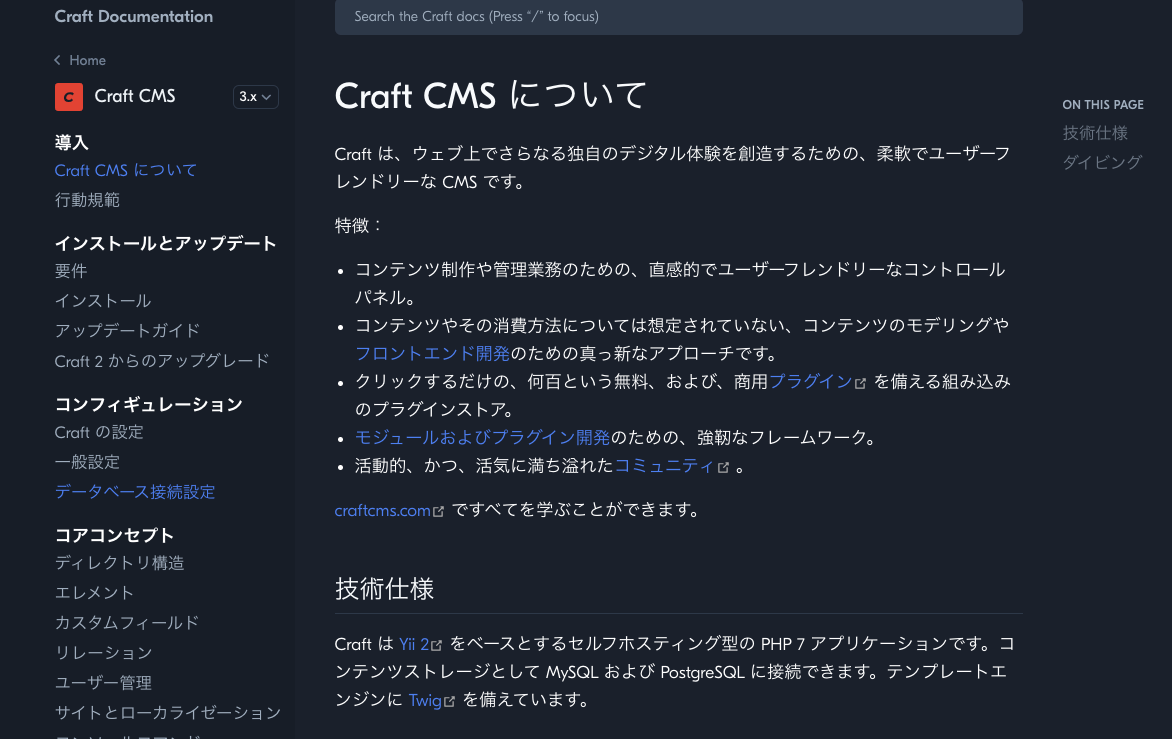 Craft Documentation
Search the Craft docs (Press “/” to focus)
Home
Craft CMS
3.x
導入
Craft CMS について
行動規範
インストールとアップデート
要件
インストール
アップデートガイド
Craft 2 からのアップグレード
コンフィギュレーション
Craft の設定
一般設定
データベース接続設定
コアコンセプト
ディレクトリ構造
エレメント
カスタムフィールド
リレーション
ユーザー管理
サイトとローカライゼーション
Craft CMS について
Craft は、ウェブ上でさらなる独自のデジタル体験を創造するための、柔軟でユーザーフ
レンドリーな CMS です。
特徴：
• コンテンツ制作や管理業務のための、直感的でユーザーフレンドリーなコントロール
パネル。
• コンテンツやその消費方法については想定されていない、コンテンツのモデリングや
フロントエンド開発のための真っ新なアプローチです。
• クリックするだけの、何百という無料、および、商用プラグイン を備える組み込み
のプラグインストア。
• モジュールおよびプラグイン開発のための、強靭なフレームワーク。
• 活動的、かつ、活気に満ち溢れたコミュニティ 。
craftcms.com ですべてを学ぶことができます。
技術仕様
Craft は Yii 2 をベースとするセルフホスティング型の PHP 7 アプリケーションです。コ
ンテンツストレージとして MySQL および PostgreSQL に接続できます。テンプレートエ
ンジンに Twig を備えています。
ON THIS PAGE
技術仕様
ダイビング